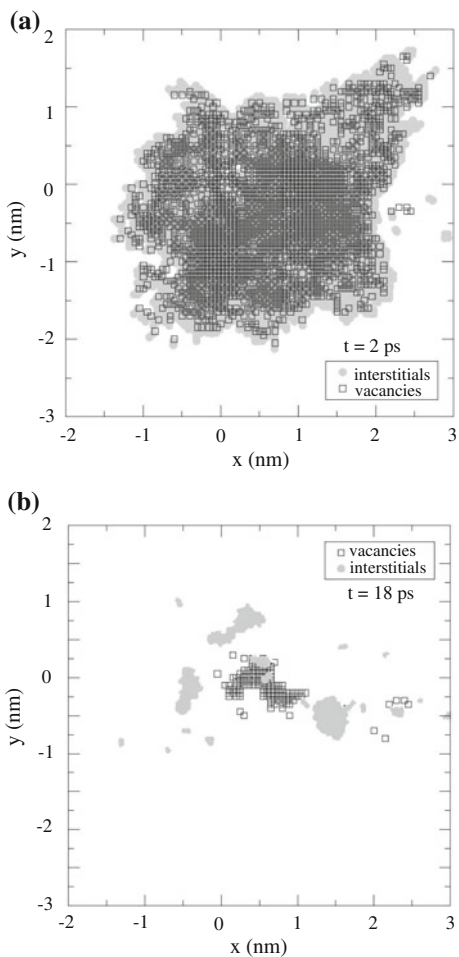 (a)
2
1
0
-1
-2
-3
y (nm)
t = 2 ps
interstitials
vacancies
-2 -1 0 1 2 3
x (nm)
(b)
2
1
0
-1
-2
-3
y (nm)
vacancies
interstitials
t = 18 ps
-2 -1 0 1 2 3
x (nm)